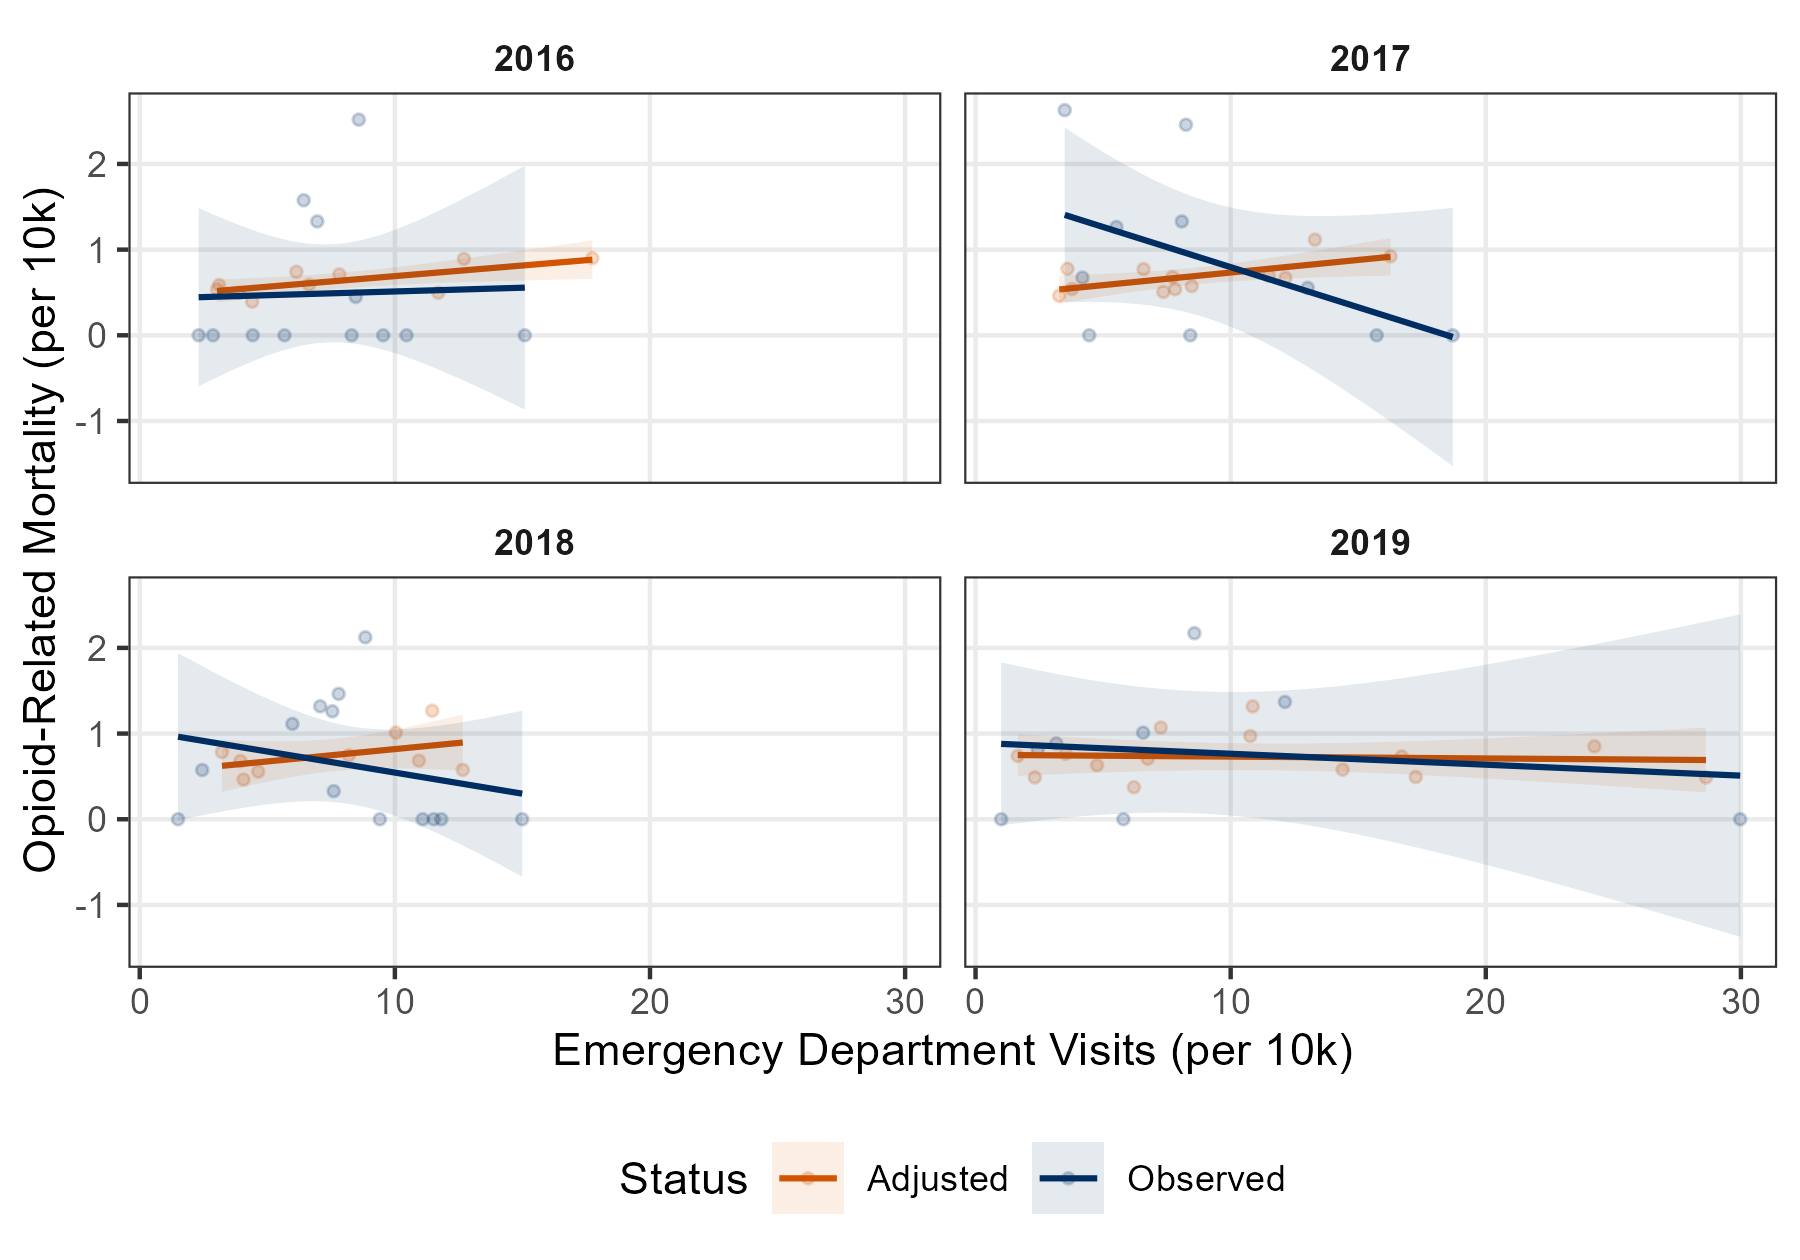 2016
2017
2
1
0
-1
Opioid-Related Mortality (per 10k)
2018
2019
2
1
0
-1
0 10 20 30
0 10 20 30
Emergency Department Visits (per 10k)
Status Adjusted Observed